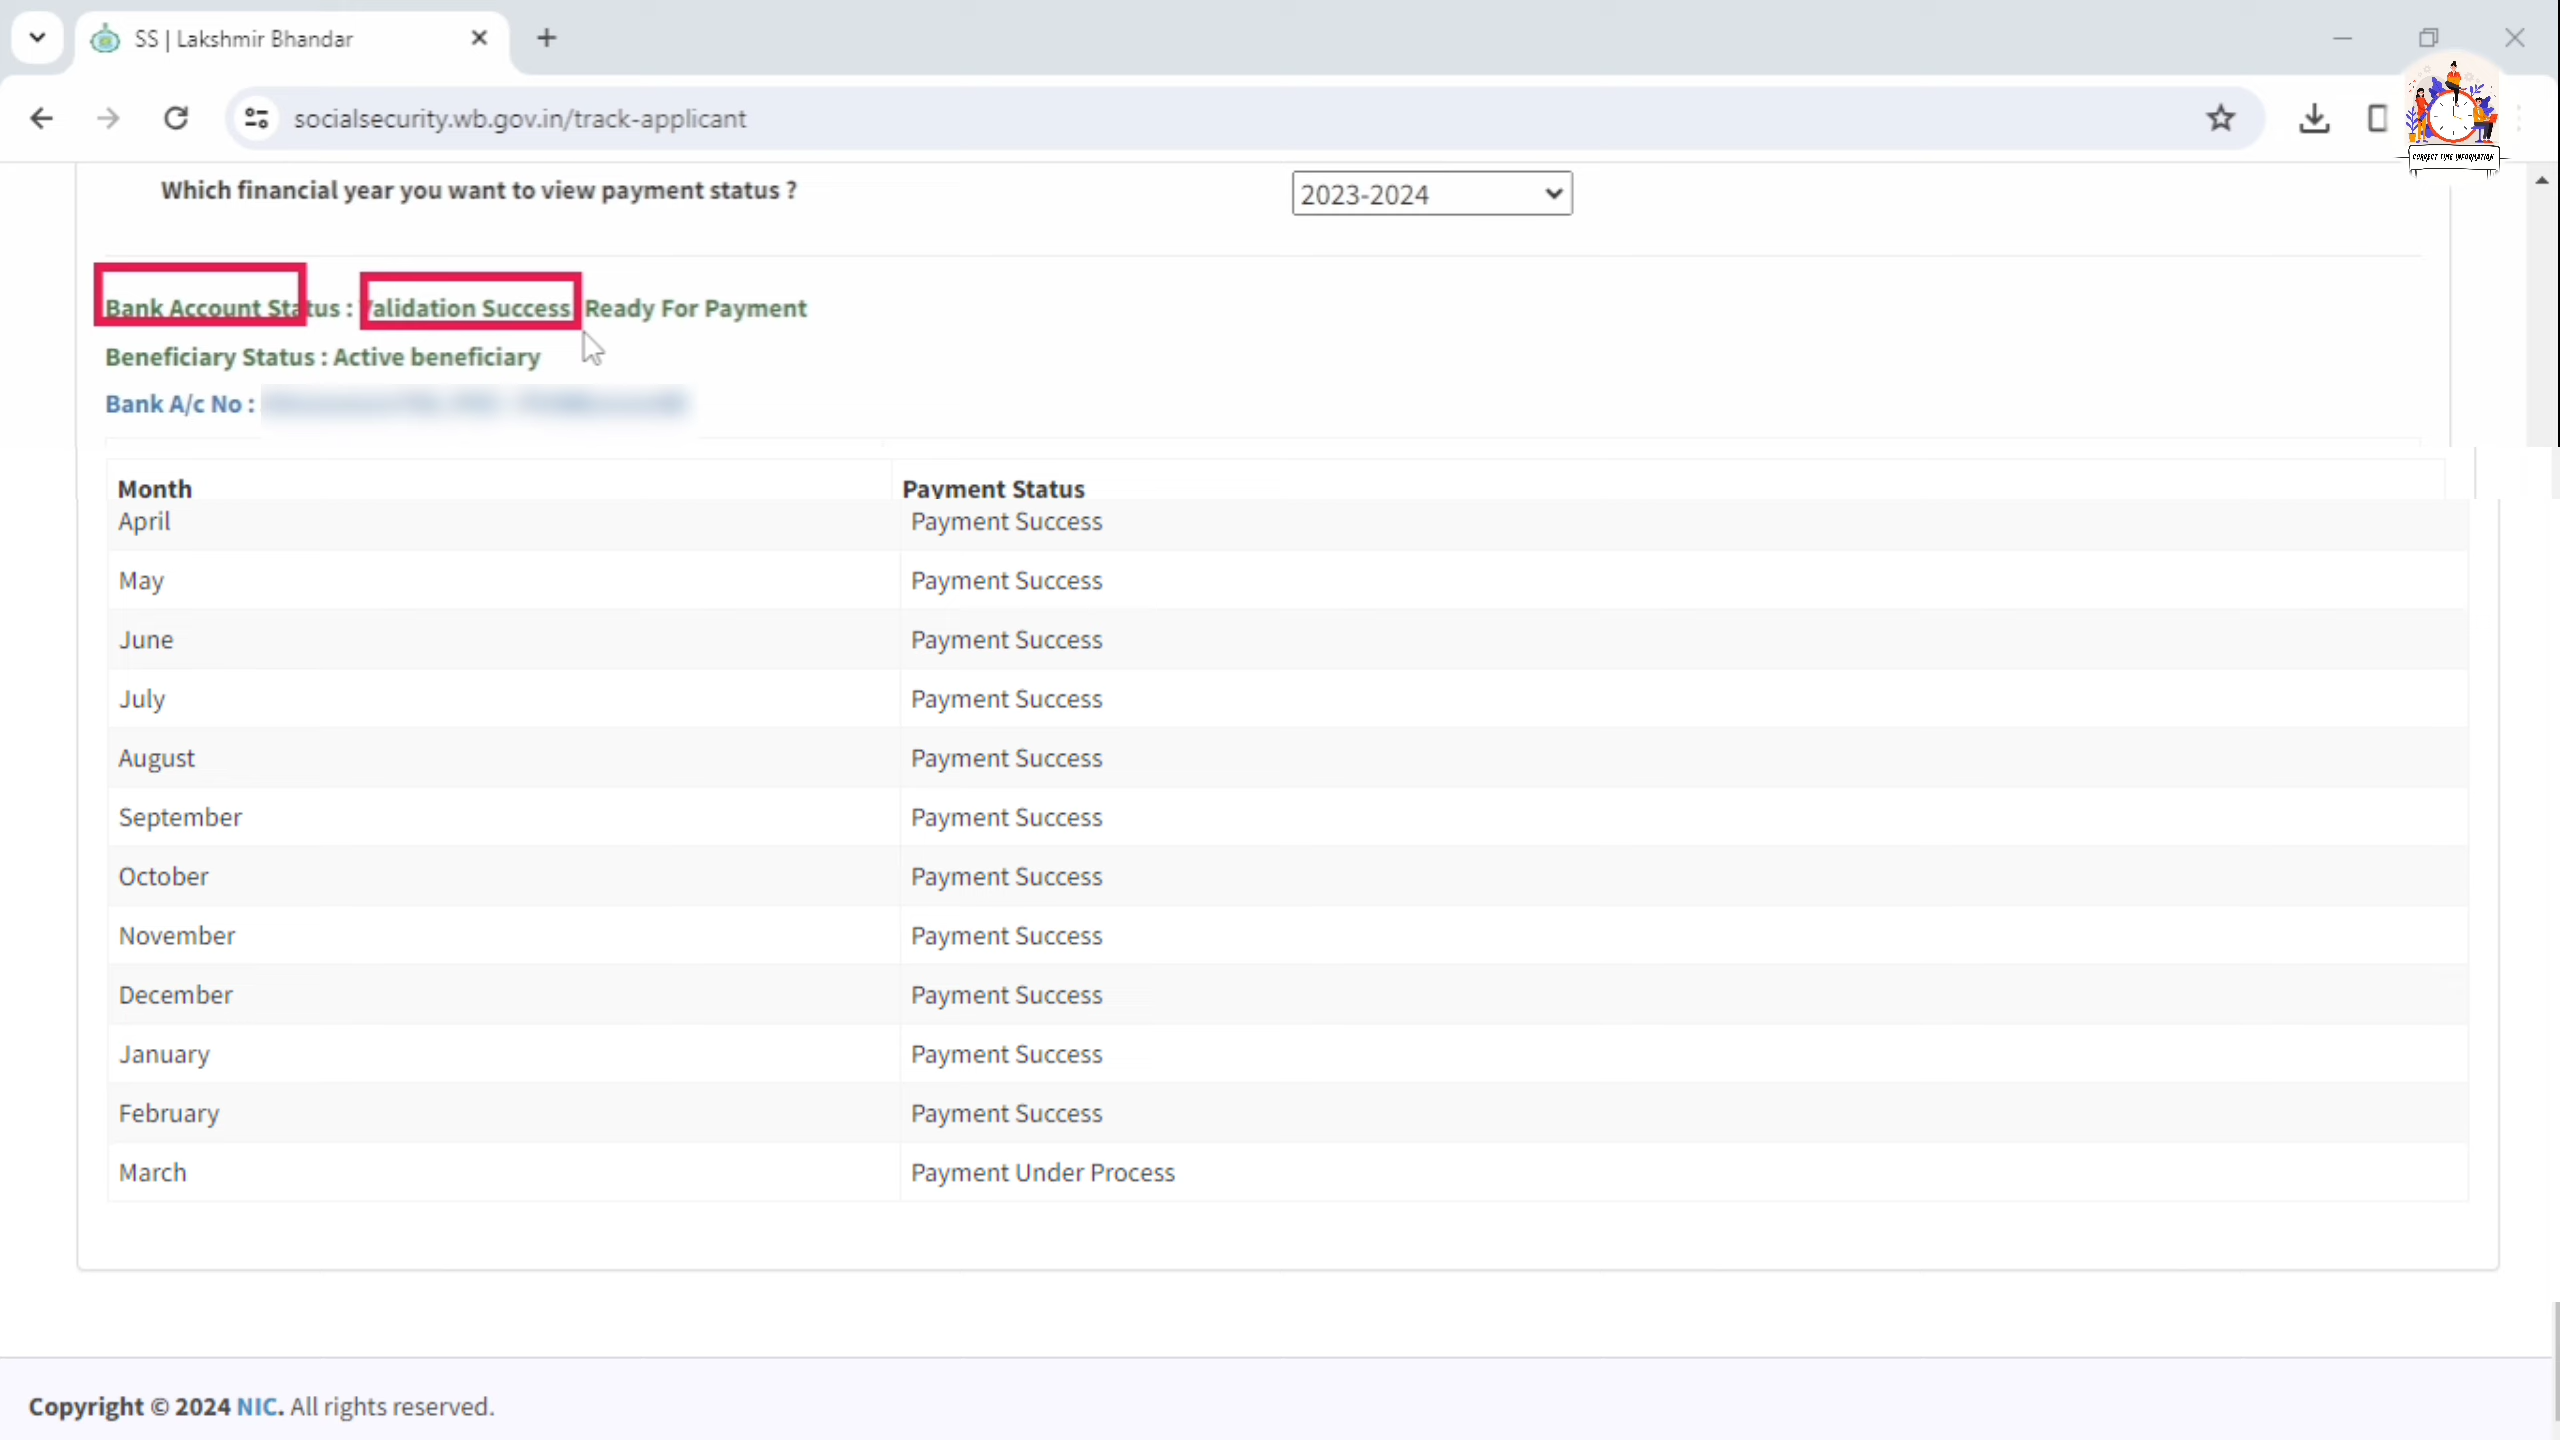 SS | Lakshmir Bhandar
socialsecurity.wb.gov.in/track-applicant
CORRECT TIME INFORMATION
Which financial year you want to view payment status ? 2023-2024
Bank Account Status : Validation Success Ready For Payment
Beneficiary Status : Active beneficiary
Bank A/c No :
Month Payment Status
April Payment Success
May Payment Success
June Payment Success
July Payment Success
August Payment Success
September Payment Success
October Payment Success
November Payment Success
December Payment Success
January Payment Success
February Payment Success
March Payment Under Process
Copyright © 2024 NIC. All rights reserved.